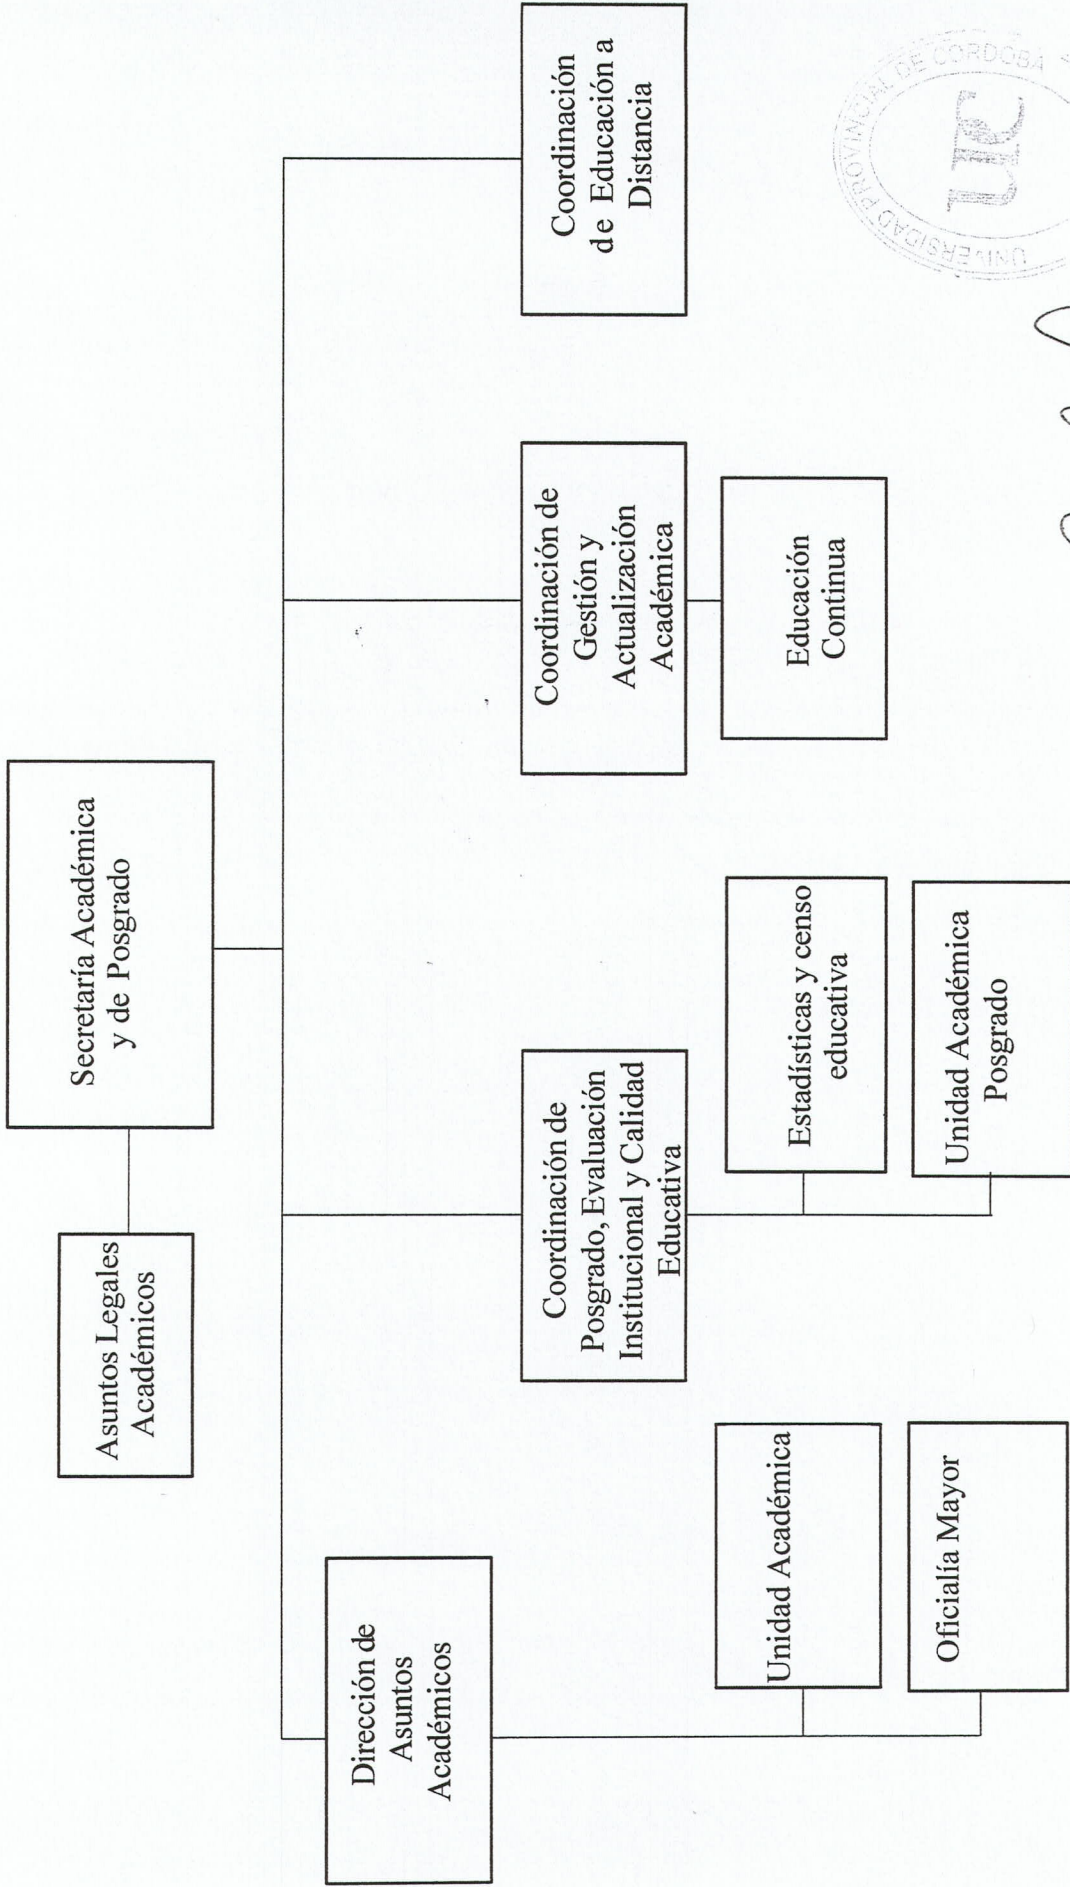 Secretaría Académica
y de Posgrado
Asuntos Legales
Académicos
Dirección de
Asuntos
Académicos
Unidad Académica
Oficialía Mayor
Coordinación de
Posgrado, Evaluación
Institucional y Calidad
Educativa
Estadísticas y censo
educativa
Unidad Académica
Posgrado
Coordinación de
Gestión y
Actualización
Académica
Educación
Continua
Coordinación
de Educación a
Distancia
UNIVERSIDAD PROVINCIAL DE CORDOBA
UPC